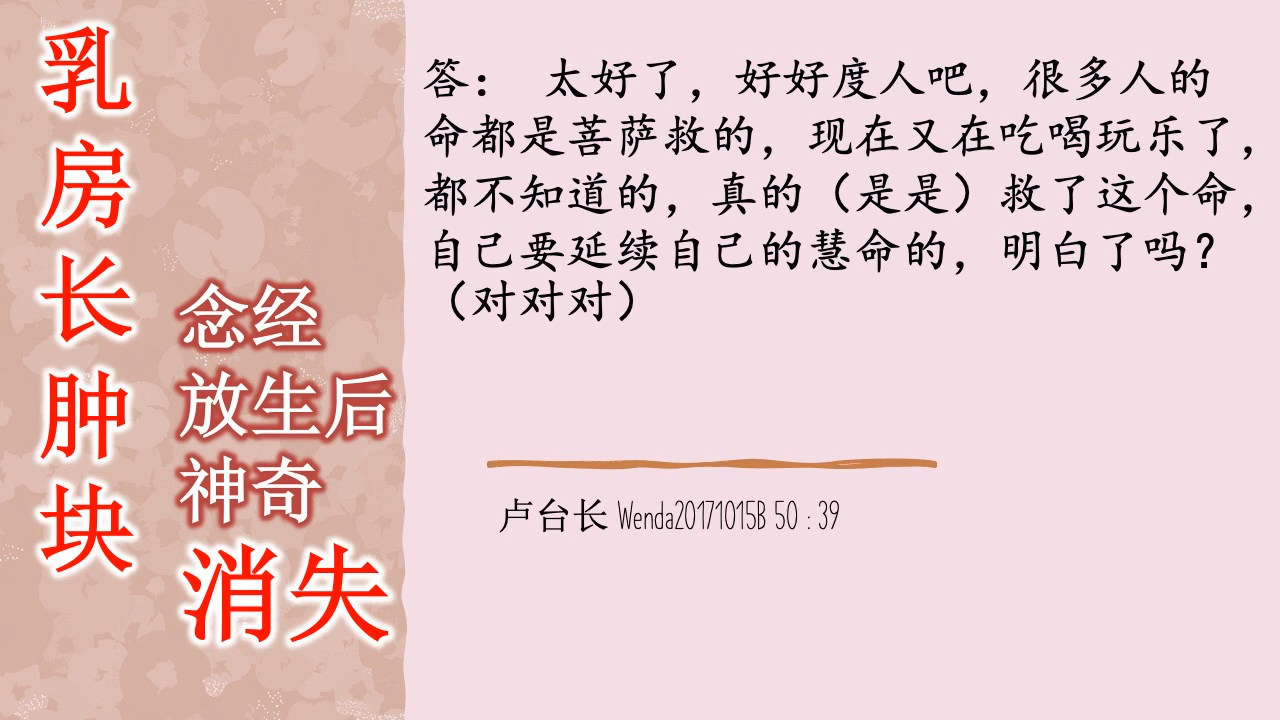 乳房长肿块
念经
放生后
神奇
消失
答： 太好了，好好度人吧，很多人的
命都是菩萨救的，现在又在吃喝玩乐了，
都不知道的，真的（是是）救了这个命，
自己要延续自己的慧命的，明白了吗？
（对对对）
卢台长 Wenda20171015B 50 : 39